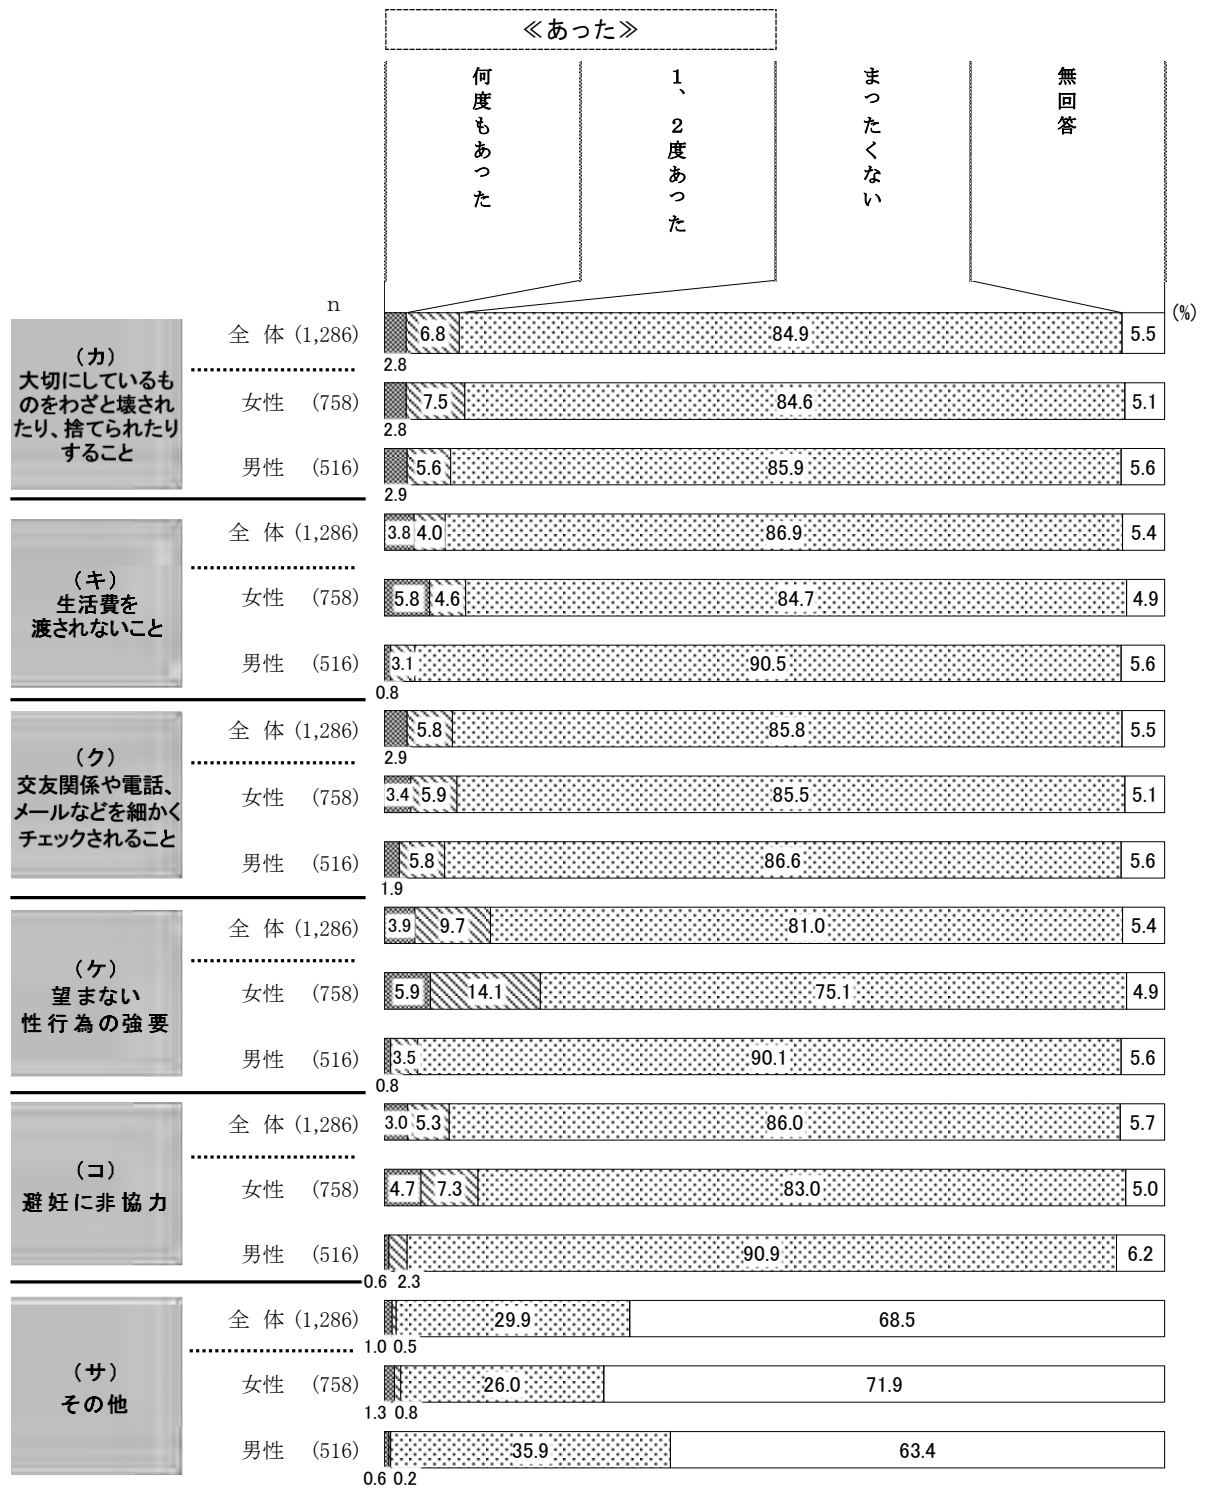 ≪あった≫
何度もあった
1、2度あった
まったくない
無回答
n
(%)
(カ)
大切にしているも
のをわざと壊され
たり、捨てられたり
すること
全 体 (1,286)
6.8
84.9
5.5
2.8
女性 (758)
7.5
84.6
5.1
2.8
男性 (516)
5.6
85.9
5.6
2.9
(キ)
生活費を
渡されないこと
全 体 (1,286)
3.8
4.0
86.9
5.4
女性 (758)
5.8
4.6
84.7
4.9
男性 (516)
3.1
90.5
5.6
0.8
(ク)
交友関係や電話、
メールなどを細かく
チェックされること
全 体 (1,286)
5.8
85.8
5.5
2.9
女性 (758)
3.4
5.9
85.5
5.1
男性 (516)
5.8
86.6
5.6
1.9
(ケ)
望まない
性行為の強要
全 体 (1,286)
3.9
9.7
81.0
5.4
女性 (758)
5.9
14.1
75.1
4.9
男性 (516)
3.5
90.1
5.6
0.8
(コ)
避妊に非協力
全 体 (1,286)
3.0
5.3
86.0
5.7
女性 (758)
4.7
7.3
83.0
5.0
男性 (516)
90.9
6.2
0.6 2.3
(サ)
その他
全 体 (1,286)
29.9
68.5
1.0 0.5
女性 (758)
26.0
71.9
1.3 0.8
男性 (516)
35.9
63.4
0.6 0.2